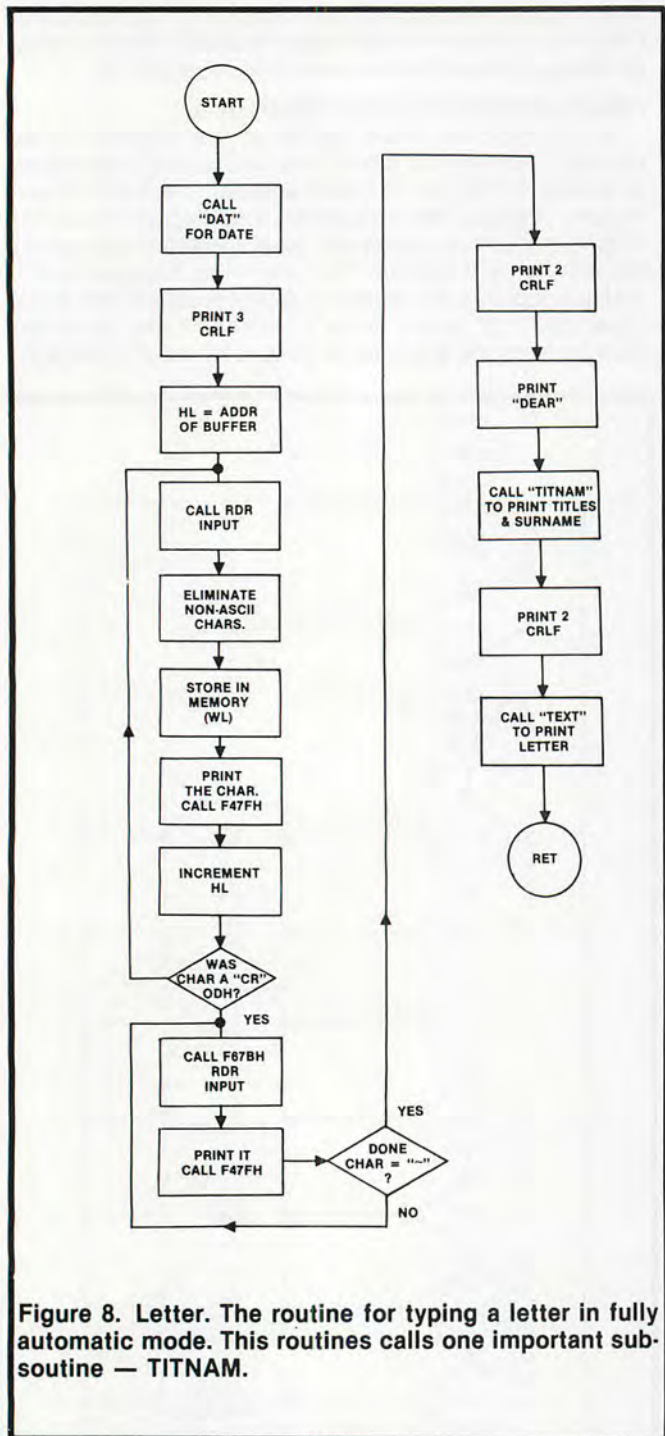 START
CALL
"DAT"
FOR DATE
PRINT 3
CRLF
HL = ADDR
OF BUFFER
CALL RDR
INPUT
ELIMINATE
NON-ASCII
CHARS.
STORE IN
MEMORY
(WL)
PRINT
THE CHAR.
CALL F47FH
INCREMENT
HL
WAS
CHAR A "CR"
ODH?
YES
CALL F67BH
RDR
INPUT
PRINT IT
CALL F47FH
DONE
CHAR = "~"
?
YES
NO
PRINT 2
CRLF
PRINT
"DEAR"
CALL "TITNAM"
TO PRINT TITLES
& SURNAME
PRINT 2
CRLF
CALL "TEXT"
TO PRINT
LETTER
RET
Figure 8. Letter. The routine for typing a letter in fully
automatic mode. This routines calls one important sub-
soutine — TITNAM.